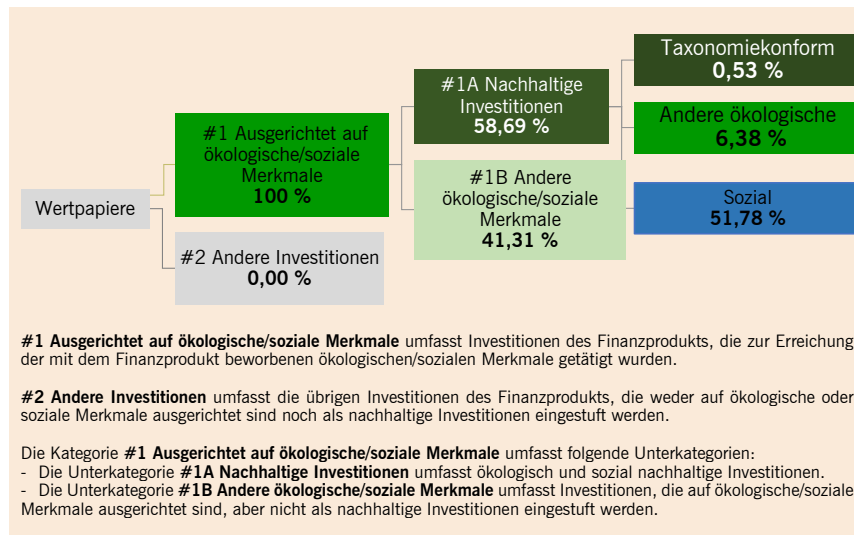 Wertpapiere
#1 Ausgerichtet auf
ökologische/soziale
Merkmale
100 %
#2 Andere Investitionen
0,00 %
#1A Nachhaltige
Investitionen
58,69 %
#1B Andere
ökologische/soziale
Merkmale
41,31 %
Taxonomiekonform
0,53 %
Andere ökologische
6,38 %
Sozial
51,78 %
#1 Ausgerichtet auf ökologische/soziale Merkmale umfasst Investitionen des Finanzprodukts, die zur Erreichung
der mit dem Finanzprodukt beworbenen ökologischen/sozialen Merkmale getätigt wurden.
#2 Andere Investitionen umfasst die übrigen Investitionen des Finanzprodukts, die weder auf ökologische oder
soziale Merkmale ausgerichtet sind noch als nachhaltige Investitionen eingestuft werden.
Die Kategorie #1 Ausgerichtet auf ökologische/soziale Merkmale umfasst folgende Unterkategorien:
- Die Unterkategorie #1A Nachhaltige Investitionen umfasst ökologisch und sozial nachhaltige Investitionen.
- Die Unterkategorie #1B Andere ökologische/soziale Merkmale umfasst Investitionen, die auf ökologische/soziale
Merkmale ausgerichtet sind, aber nicht als nachhaltige Investitionen eingestuft werden.